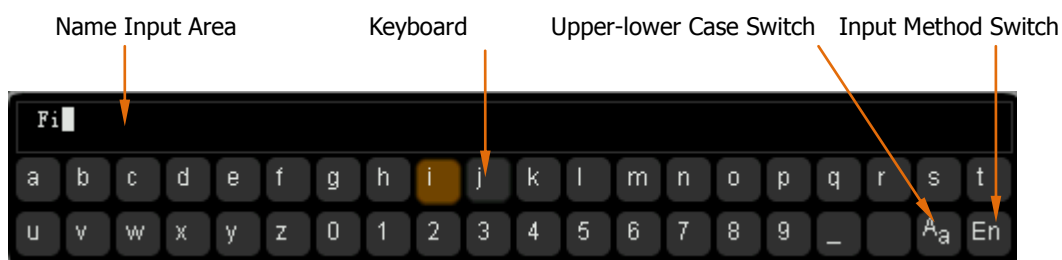 Name Input Area Keyboard Upper-lower Case Switch Input Method Switch
Fi
a b c d e f g h i j k l m n o p q r s t
u v w x y z 0 1 2 3 4 5 6 7 8 9 _ Aa En